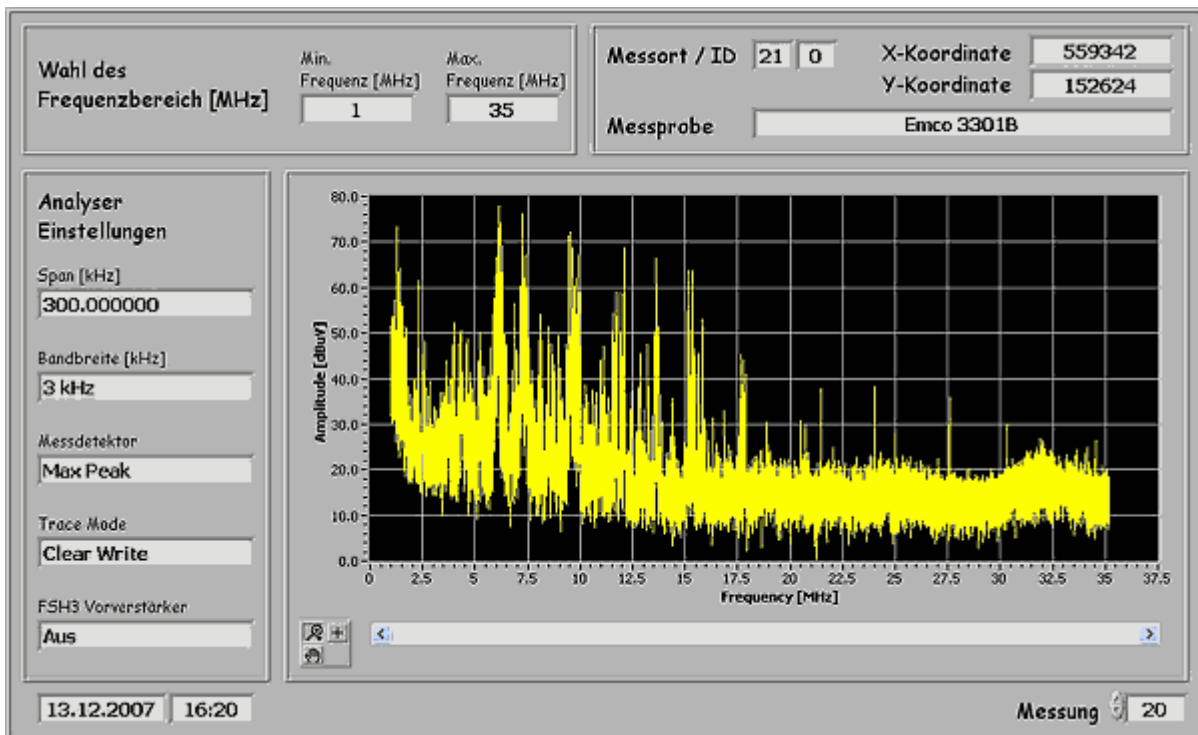 Wahl des
Frequenzbereich [MHz]
Min.
Frequenz [MHz]
1
Max.
Frequenz [MHz]
35
Messort / ID 21 0
X-Koordinate 559342
Y-Koordinate 152624
Messprobe Emco 3301B
Analyser
Einstellungen
Span [kHz]
300.000000
Bandbreite [kHz]
3 kHz
Messdetektor
Max Peak
Trace Mode
Clear Write
FSH3 Vorverstärker
Aus
Amplitude [dBuV]
80.0
70.0
60.0
50.0
40.0
30.0
20.0
10.0
0.0
0 2.5 5 7.5 10 12.5 15 17.5 20 22.5 25 27.5 30 32.5 35 37.5
Frequency [MHz]
13.12.2007 16:20
Messung 20